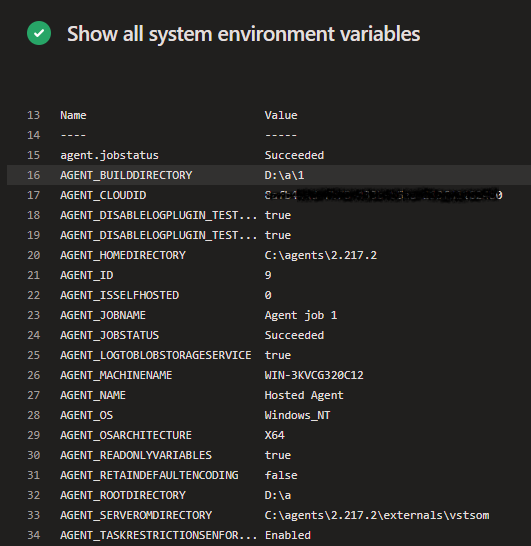 Show all system environment variables
13 Name Value
14 ---- -----
15 agent.jobstatus Succeeded
16 AGENT_BUILDDIRECTORY D:\a\1
17 AGENT_CLOUDID
18 AGENT_DISABLELOGPLUGIN_TEST... true
19 AGENT_DISABLELOGPLUGIN_TEST... true
20 AGENT_HOMEDIRECTORY C:\agents\2.217.2
21 AGENT_ID 9
22 AGENT_ISSELFHOSTED 0
23 AGENT_JOBNAME Agent job 1
24 AGENT_JOBSTATUS Succeeded
25 AGENT_LOGTOBLOBSTORAGESERVICE true
26 AGENT_MACHINENAME WIN-3KVCG320C12
27 AGENT_NAME Hosted Agent
28 AGENT_OS Windows_NT
29 AGENT_OSARCHITECTURE X64
30 AGENT_READONLYVARIABLES true
31 AGENT_RETAINDEFAULTENCODING false
32 AGENT_ROOTDIRECTORY D:\a
33 AGENT_SERVEROMDIRECTORY C:\agents\2.217.2\externals\vstsom
34 AGENT_TASKRESTRICTIONSENFOR... Enabled